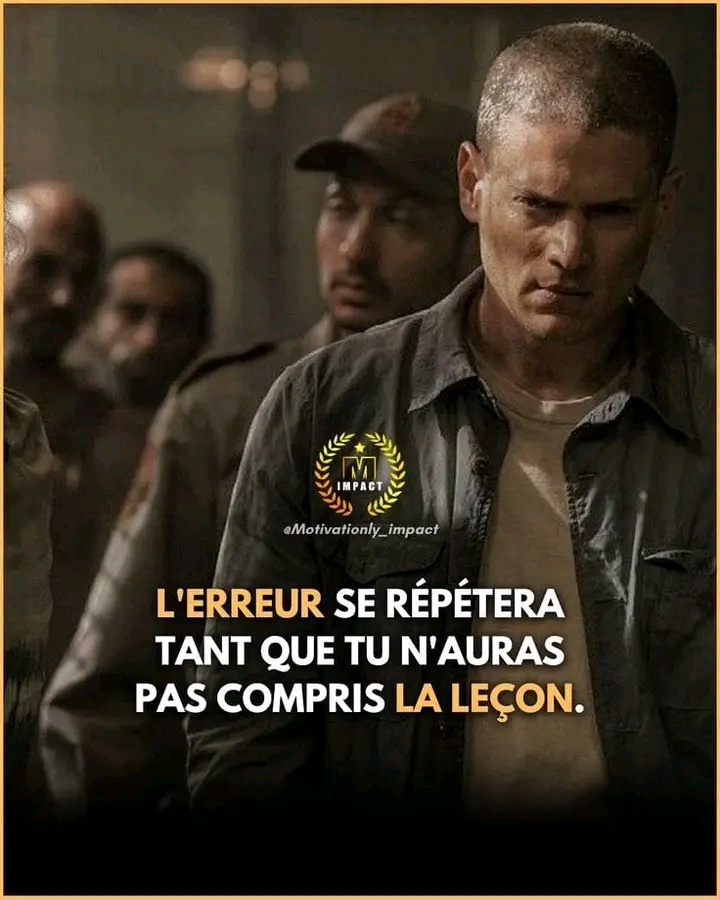 M
IMPACT
@Motivationly_impact
L'ERREUR SE RÉPÉTERA
TANT QUE TU N'AURAS
PAS COMPRIS LA LEÇON.